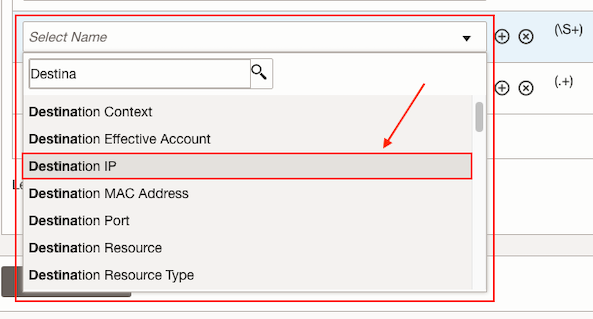 Select Name
(\S+)
Destina
(.+)
Destination Context
Destination Effective Account
Destination IP
Destination MAC Address
Destination Port
Destination Resource
Destination Resource Type